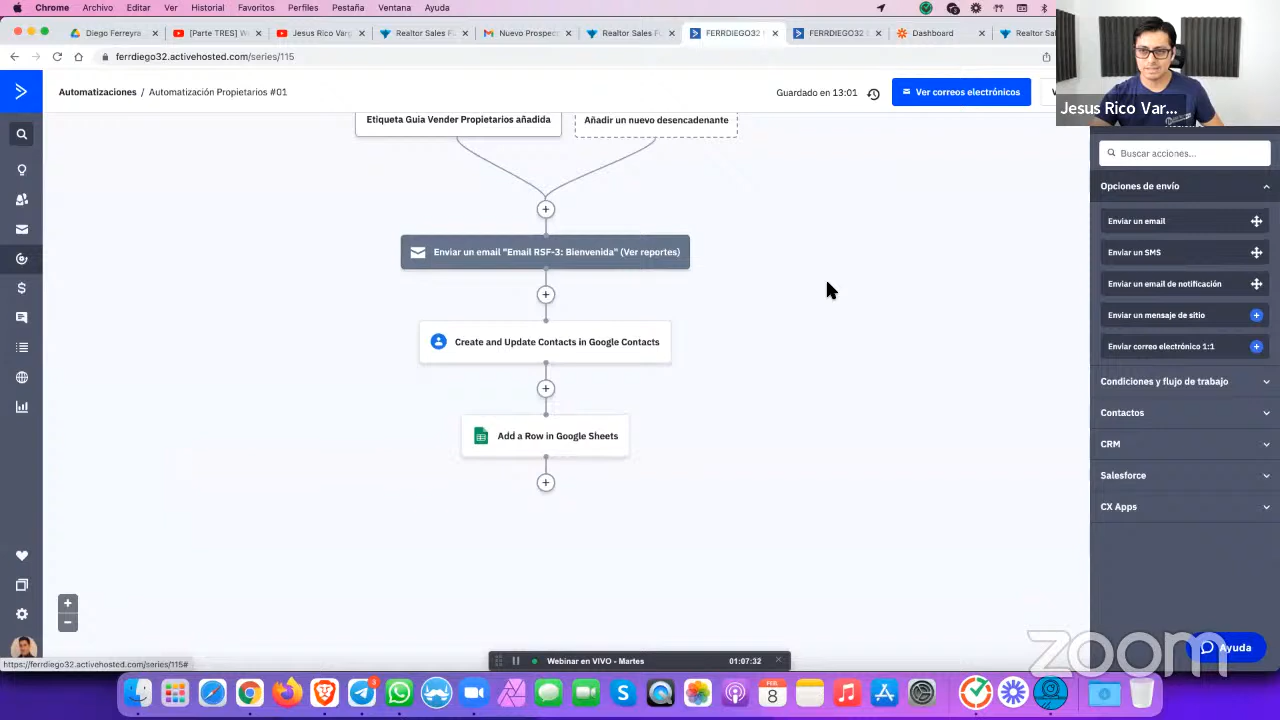 Chrome Archivo Editar Ver Historial Favoritos Perfiles Pestaña Ventana Ayuda
Diego Ferreyra
[Parte TRES] W
Jesus Rico Var
Realtor Sales Fu
Nuevo Prospec
Realtor Sales Fu
FERRDIEGO32
FERRDIEGO32
Dashboard
Realtor Sa
ferrdiego32.activehosted.com/series/115
Automatizaciones / Automatización Propietarios #01
Guardado en 13:01
Ver correos electrónicos
Jesus Rico Var...
Etiqueta Guia Vender Propietarios añadida
Añadir un nuevo desencadenante
Enviar un email "Email RSF-3: Bienvenida" (Ver reportes)
Create and Update Contacts in Google Contacts
Add a Row in Google Sheets
Buscar acciones...
Opciones de envío
Enviar un email
Enviar un SMS
Enviar un email de notificación
Enviar un mensaje de sitio
Enviar correo electrónico 1:1
Condiciones y flujo de trabajo
Contactos
CRM
Salesforce
CX Apps
Ayuda
zoom
https://ferrdiego32.activehosted.com/series/115#
Webinar en VIVO - Martes
01:07:32
3
8